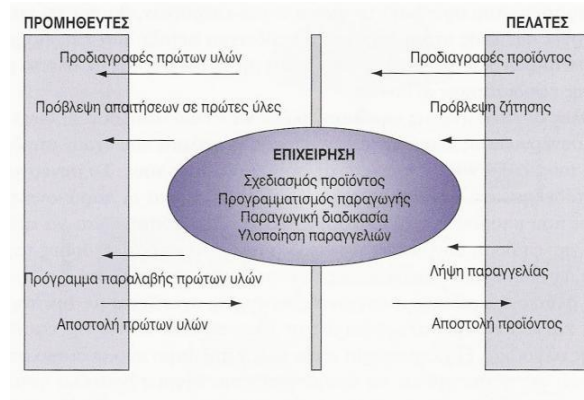 ΠΡΟΜΗΘΕΥΤΕΣ
ΠΕΛΑΤΕΣ
Προδιαγραφές πρώτων υλών
Προδιαγραφές προϊόντος
Πρόβλεψη απαιτήσεων σε πρώτες ύλες
Πρόβλεψη ζήτησης
ΕΠΙΧΕΙΡΗΣΗ
Σχεδιασμός προϊόντος
Προγραμματισμός παραγωγής
Παραγωγική διαδικασία
Υλοποίηση παραγγελιών
Πρόγραμμα παραλαβής πρώτων υλών
Λήψη παραγγελίας
Αποστολή πρώτων υλών
Αποστολή προϊόντος